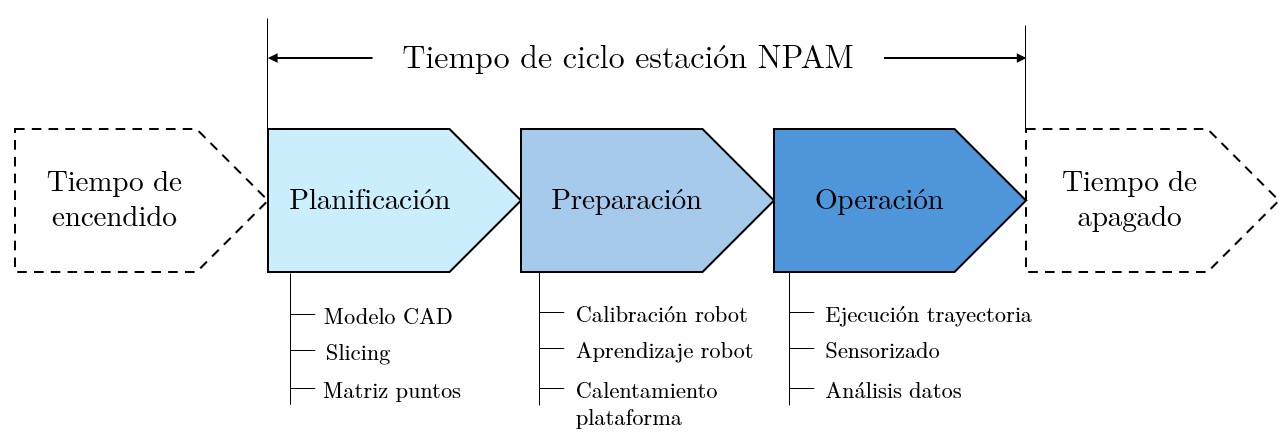 Tiempo de ciclo estación NPAM
Tiempo de
encendido
Planificación
Preparación
Operación
Tiempo de
apagado
Modelo CAD
Slicing
Matriz puntos
Calibración robot
Aprendizaje robot
Calentamiento
plataforma
Ejecución trayectoria
Sensorizado
Análisis datos